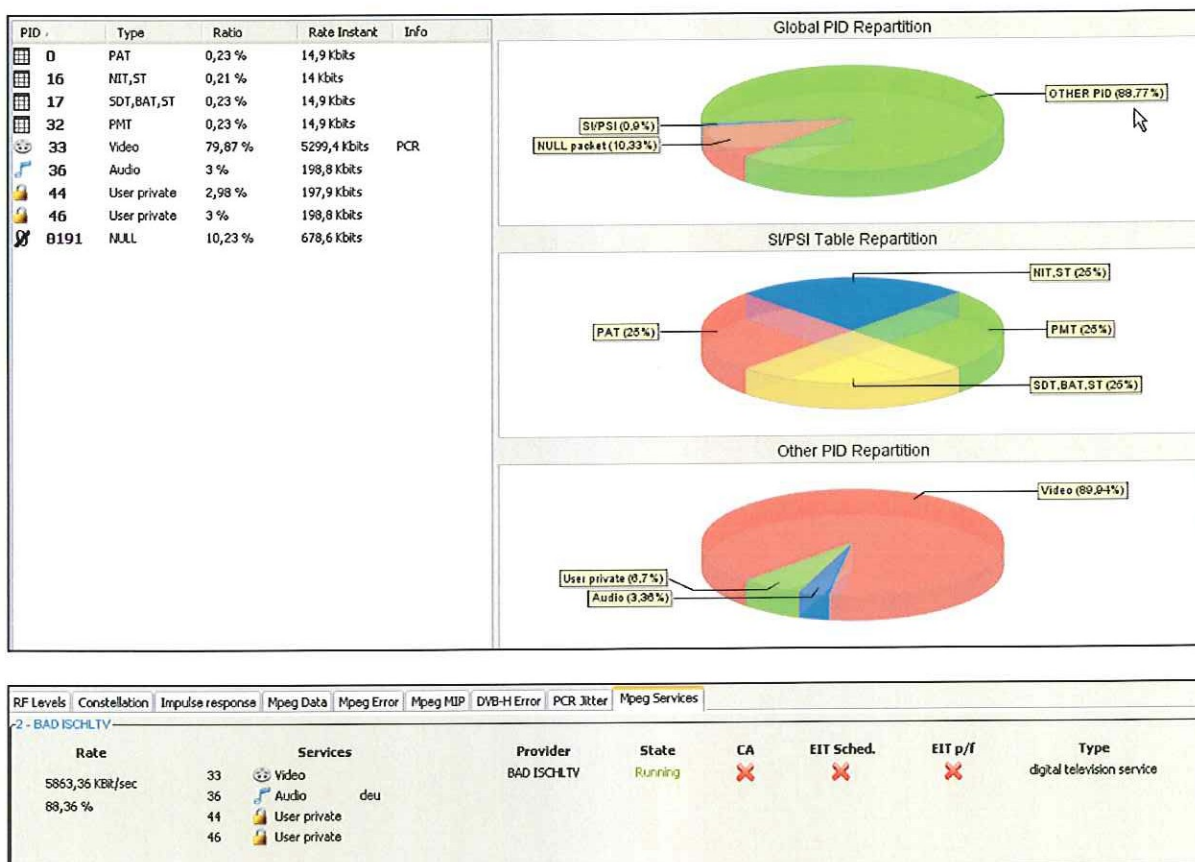 PID Type Ratio Rate Instant Info
0 PAT 0,23 % 14,9 Kbits
16 NIT,ST 0,21 % 14 Kbits
17 SDT,BAT,ST 0,23 % 14,9 Kbits
32 PMT 0,23 % 14,9 Kbits
33 Video 79,87 % 5299,4 Kbits PCR
36 Audio 3 % 198,8 Kbits
44 User private 2,98 % 197,9 Kbits
46 User private 3 % 198,8 Kbits
8191 NULL 10,23 % 678,6 Kbits
Global PID Repartition
OTHER PID (88,77%)
SI/PSI (0,9%)
NULL packet (10,33%)
SI/PSI Table Repartition
NIT,ST (25%)
PAT (25%)
PMT (25%)
SDT,BAT,ST (25%)
Other PID Repartition
Video (89,94%)
User private (6,7%)
Audio (3,36%)
RF Levels Constellation Impulse response Mpeg Data Mpeg Error Mpeg MIP DVB-H Error PCR Jitter Mpeg Services
2 - BAD ISCHLTV
Rate Services Provider State CA EIT Sched. EIT p/f Type
5863,36 KBit/sec 33 Video BAD ISCHLTV Running digital television service
88,36 % 36 Audio deu
44 User private
46 User private